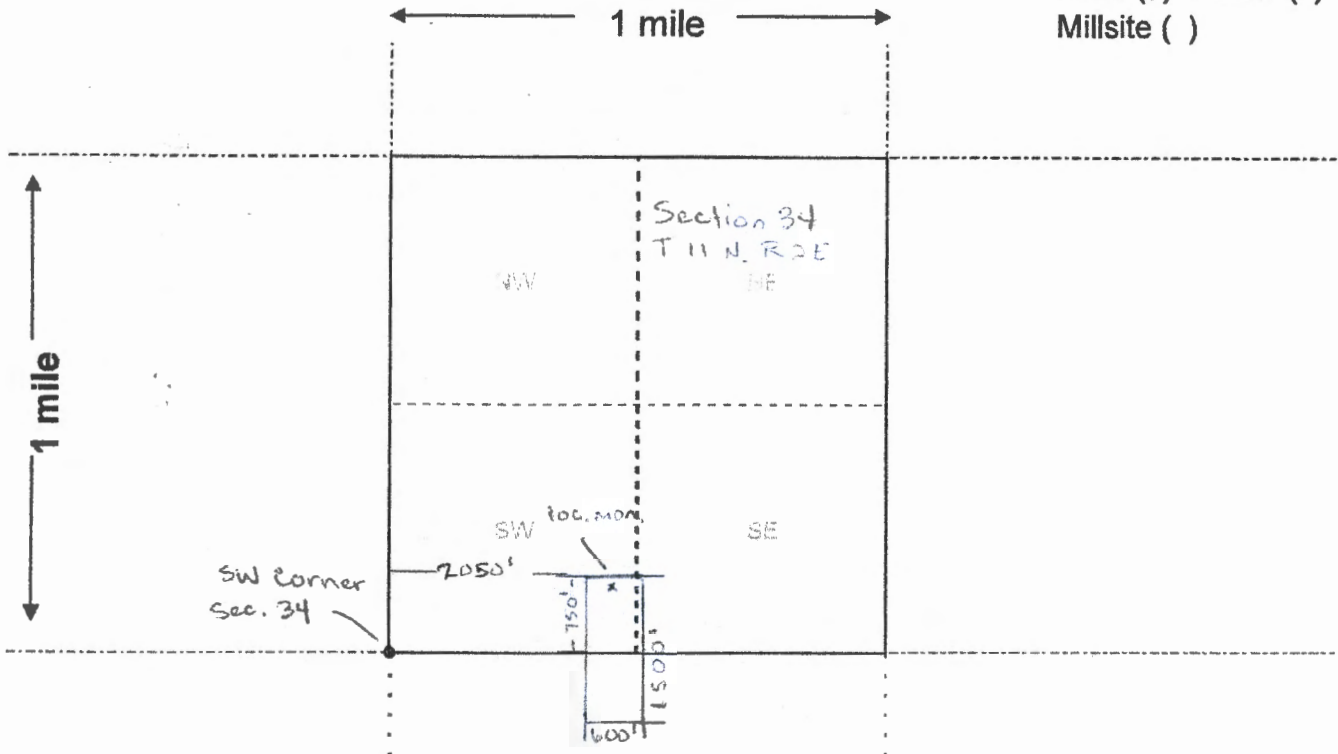 1 mile
Millsite ( )
Section 34
T 11 N. R 2 E
NW
1 mile
SW
loc. mon.
SE
2050'
SW Corner
Sec. 34
750'
1500'
600'